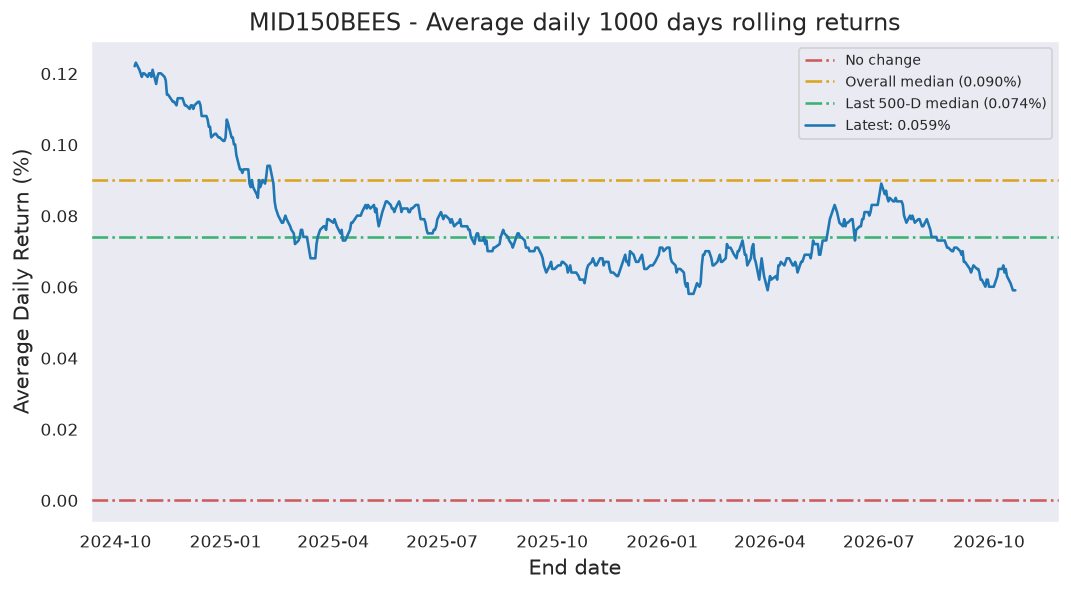 MID150BEES - Average daily 1000 days rolling returns
No change
Overall median (0.090%)
Last 500-D median (0.074%)
Latest: 0.059%
Average Daily Return (%)
0.12
0.10
0.08
0.06
0.04
0.02
0.00
2024-10 2025-01 2025-04 2025-07 2025-10 2026-01 2026-04 2026-07 2026-10
End date